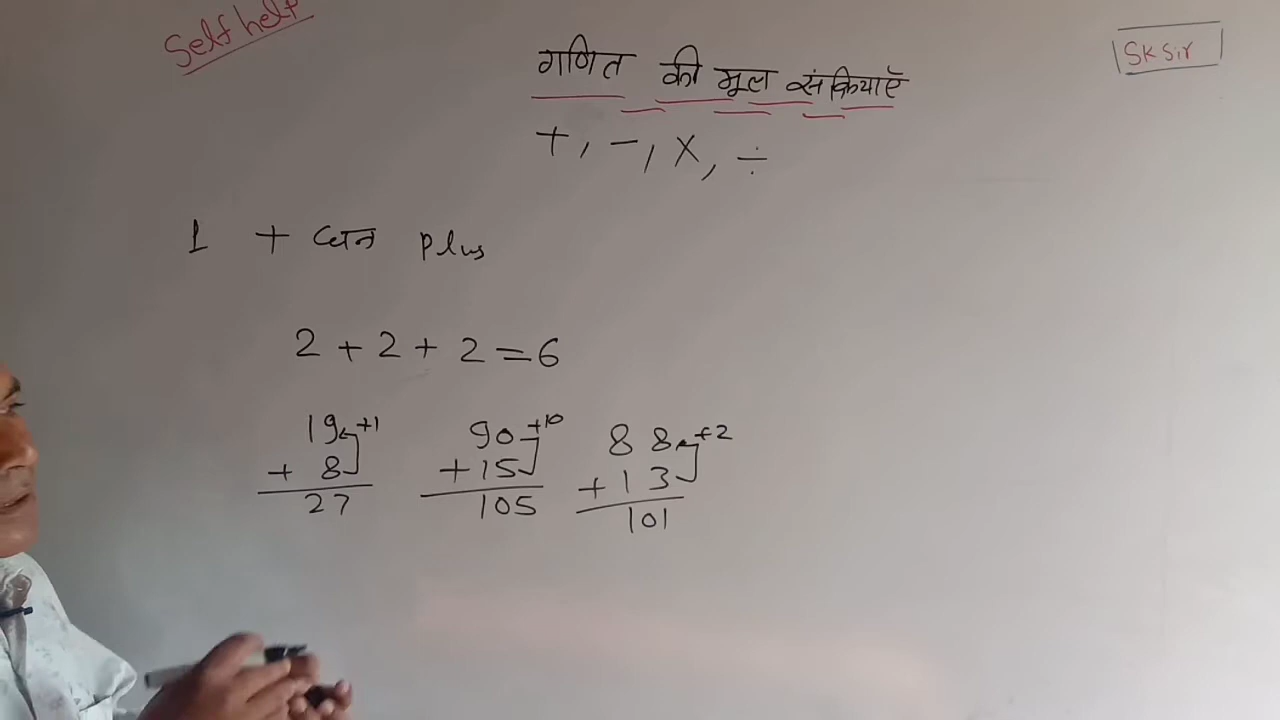 Self help
गणित की मूल संक्रियाएँ
SK Sir
+, -, ×, ÷
1 + धन Plus
2 + 2 + 2 = 6
19 +1
+ 8
27
90 +10
+ 15
105
88 +2
+ 13
101